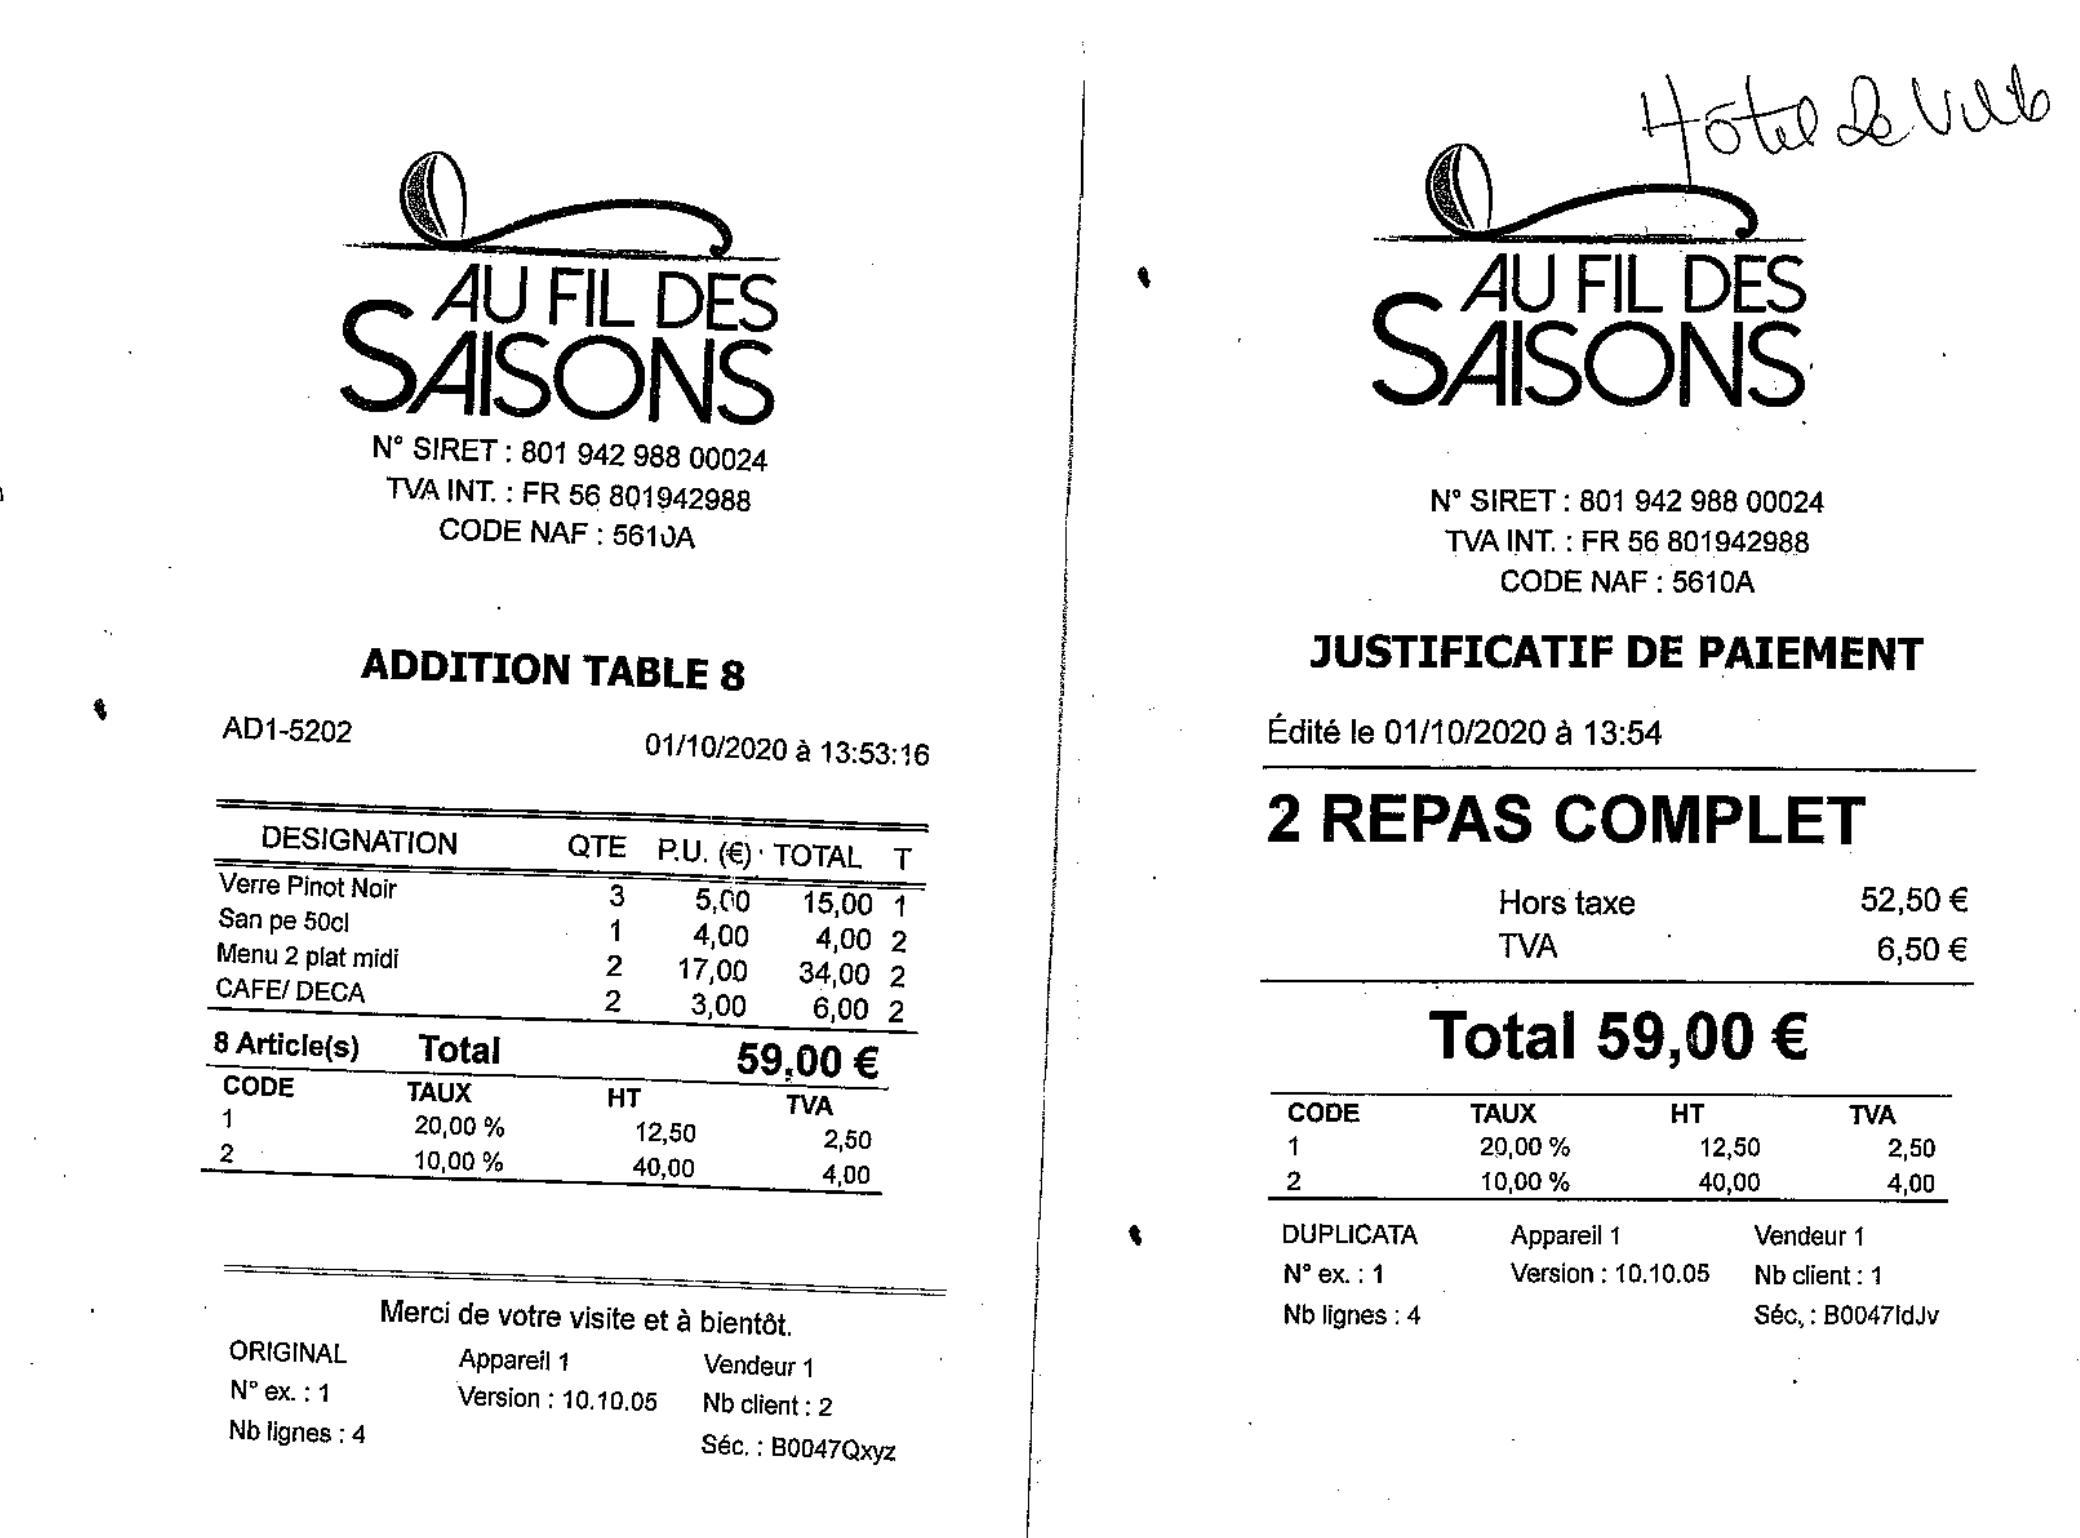 AU FIL DES
SAISONS
N° SIRET : 801 942 988 00024
TVA INT. : FR 56 801942988
CODE NAF : 5610A
ADDITION TABLE 8
AD1-5202 01/10/2020 à 13:53:16
DESIGNATION QTE P.U. (€) TOTAL T
Verre Pinot Noir 3 5,00 15,00 1
San pe 50cl 1 4,00 4,00 2
Menu 2 plat midi 2 17,00 34,00 2
CAFE/ DECA 2 3,00 6,00 2
8 Article(s) Total 59,00 €
CODE TAUX HT TVA
1 20,00 % 12,50 2,50
2 10,00 % 40,00 4,00
Merci de votre visite et à bientôt.
ORIGINAL Appareil 1 Vendeur 1
N° ex. : 1 Version : 10.10.05 Nb client : 2
Nb lignes : 4 Séc. : B0047Qxyz
Hôtel de Ville
AU FIL DES
SAISONS
N° SIRET : 801 942 988 00024
TVA INT. : FR 56 801942988
CODE NAF : 5610A
JUSTIFICATIF DE PAIEMENT
Édité le 01/10/2020 à 13:54
2 REPAS COMPLET
Hors taxe 52,50 €
TVA 6,50 €
Total 59,00 €
CODE TAUX HT TVA
1 20,00 % 12,50 2,50
2 10,00 % 40,00 4,00
DUPLICATA Appareil 1 Vendeur 1
N° ex. : 1 Version : 10.10.05 Nb client : 1
Nb lignes : 4 Séc. : B0047IdJv